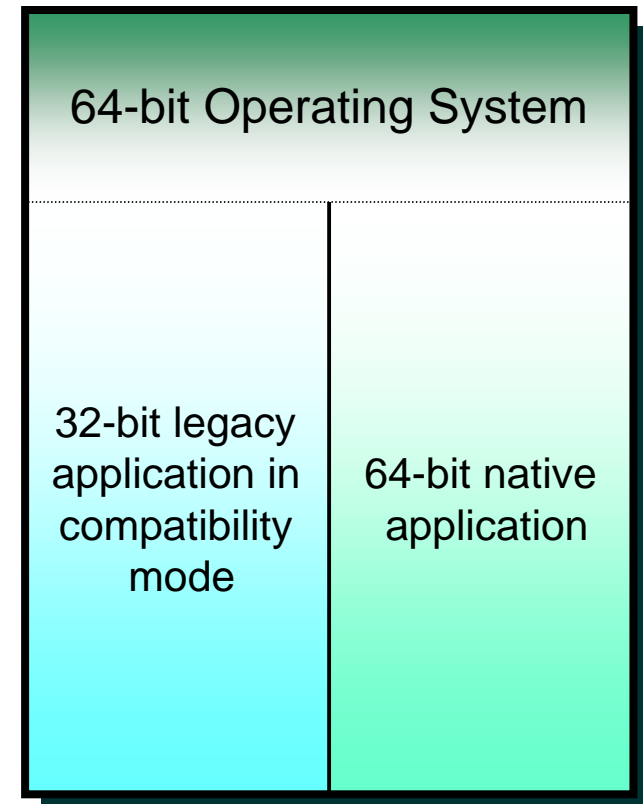 64-bit Operating System
32-bit legacy
application in
compatibility
mode
64-bit native
application